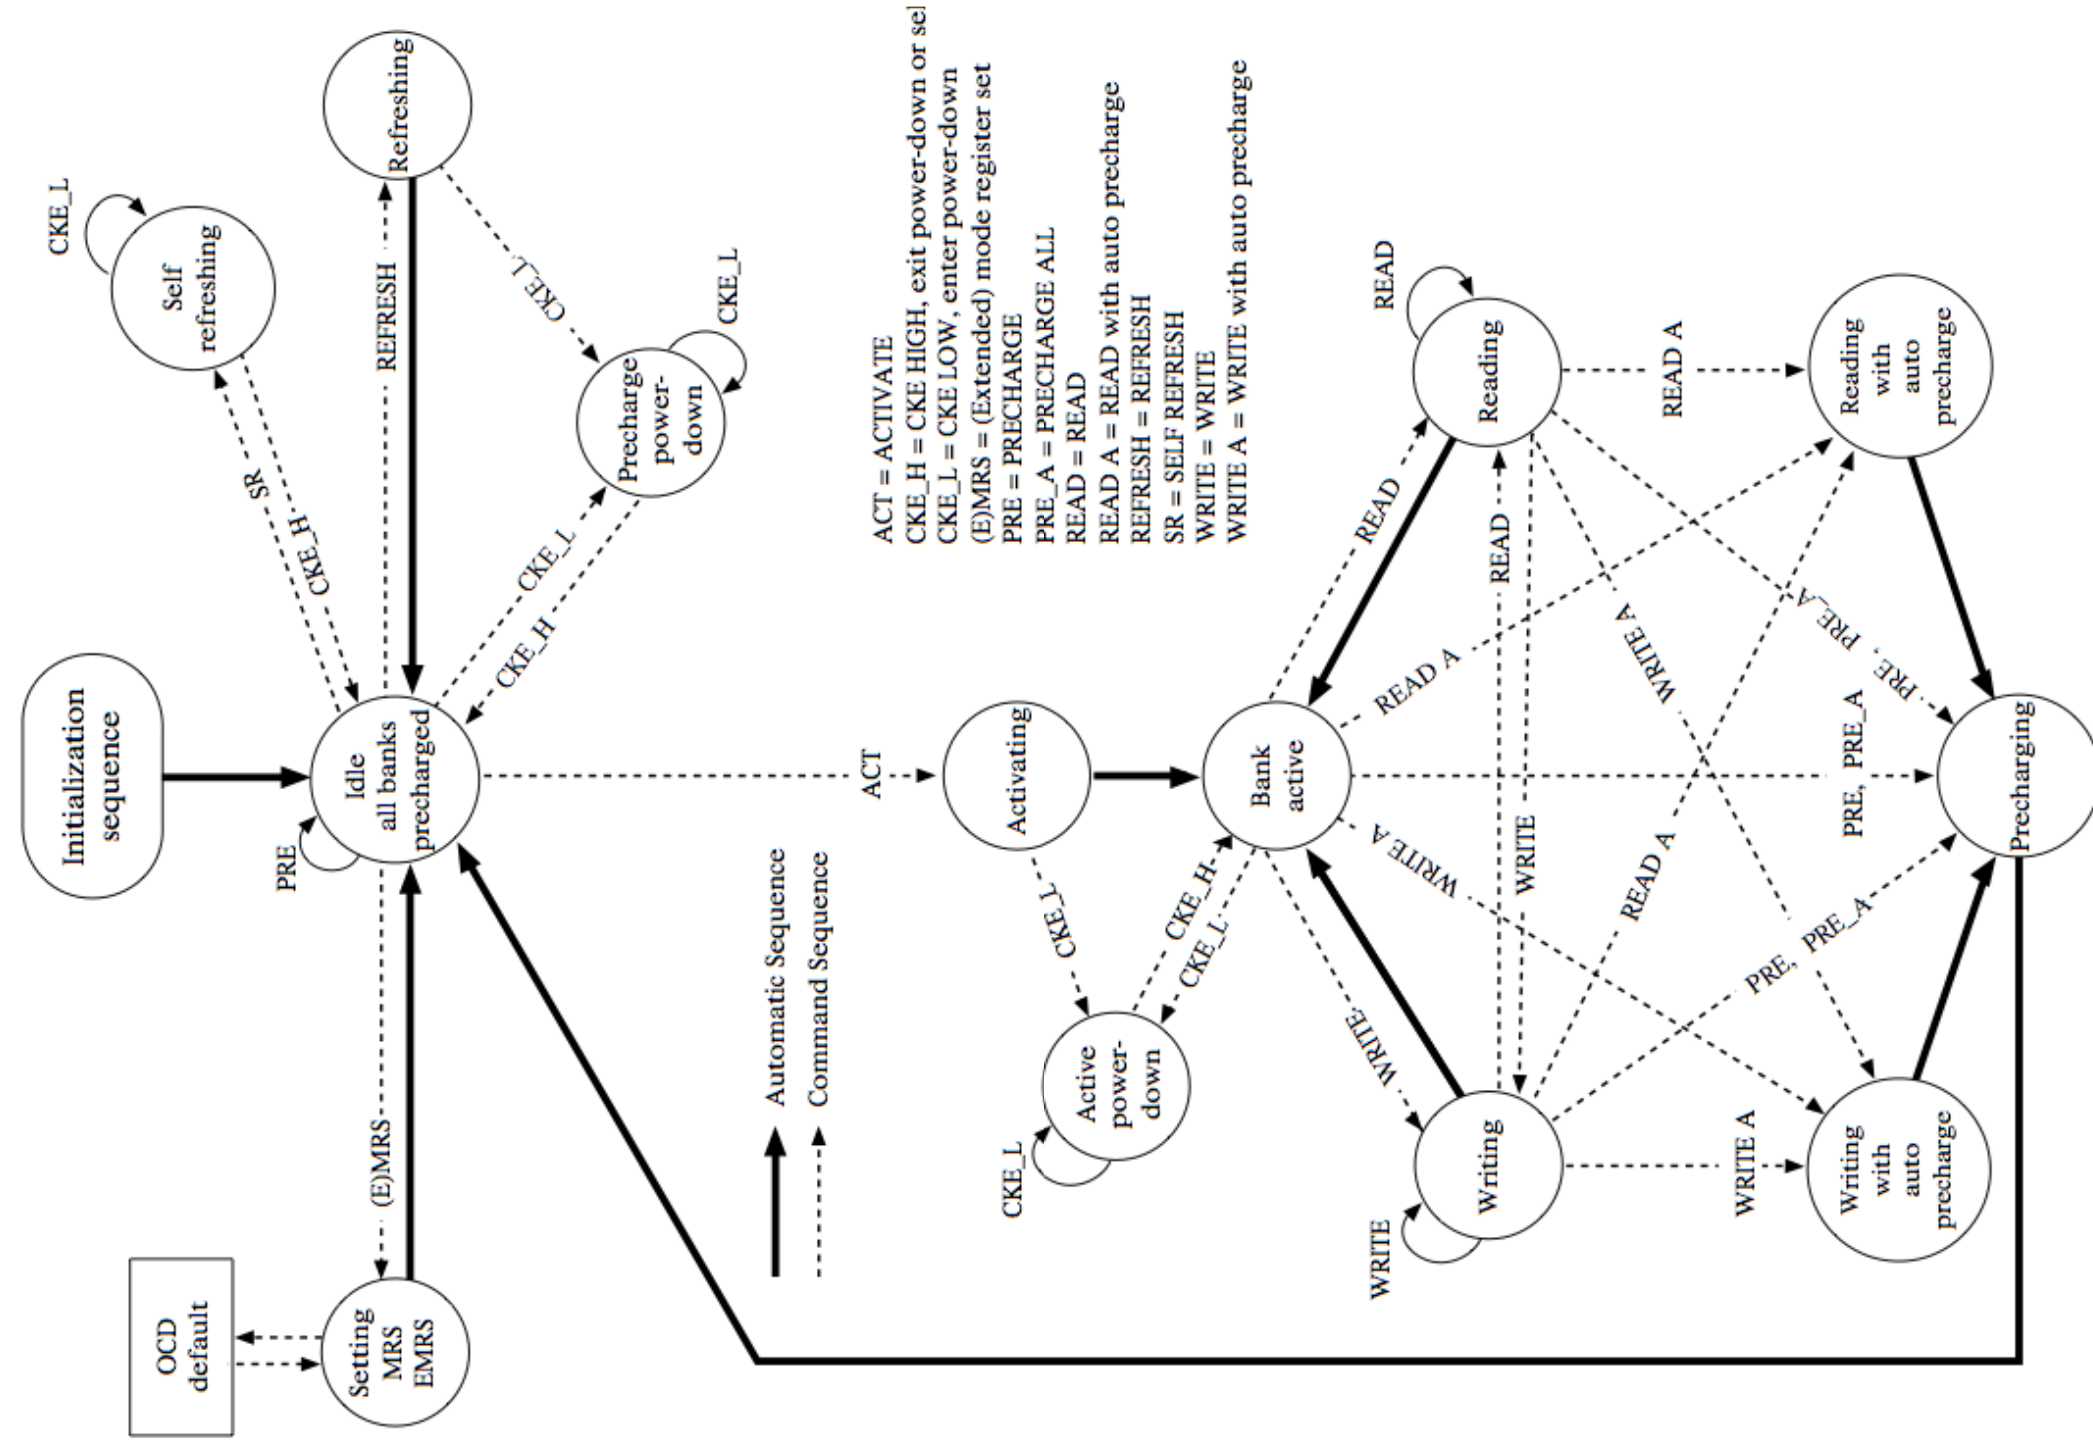 CKE_L
Self
refreshing
SR
CKE_H
Refreshing
REFRESH
CKE_L
Precharge
power-
down
CKE_L
CKE_L
CKE_H
Initialization
sequence
Idle
all banks
precharged
PRE
(E)MRS
OCD
default
Setting
MRS
EMRS
ACT
Automatic Sequence
Command Sequence
ACT = ACTIVATE
CKE_H = CKE HIGH, exit power-down or sel
CKE_L = CKE LOW, enter power-down
(E)MRS = (Extended) mode register set
PRE = PRECHARGE
PRE_A = PRECHARGE ALL
READ = READ
READ A = READ with auto precharge
REFRESH = REFRESH
SR = SELF REFRESH
WRITE = WRITE
WRITE A = WRITE with auto precharge
Activating
CKE_L
Active
power-
down
CKE_L
CKE_H
CKE_L
Bank
active
READ
READ
Reading
READ A
READ A
READ
WRITE
WRITE A
PRE, PRE_A
PRE, PRE_A
WRITE A
READ A
PRE, PRE_A
WRITE
WRITE
Writing
WRITE A
Reading
with
auto
precharge
Writing
with
auto
precharge
Precharging